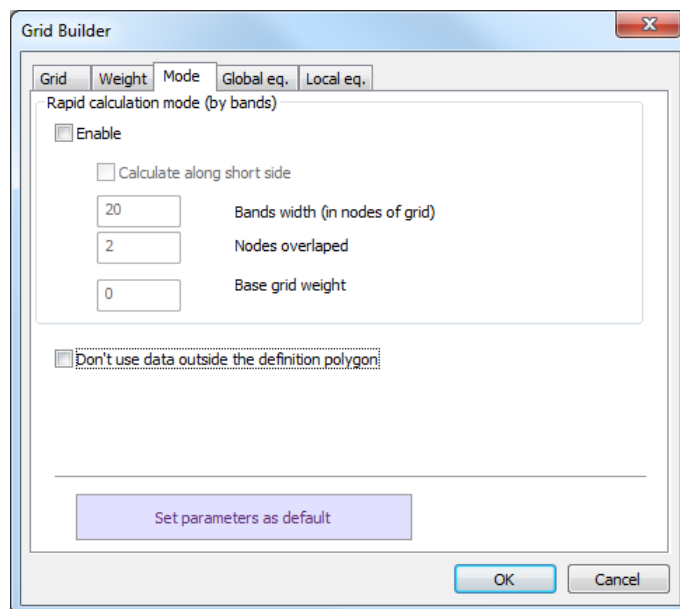 Grid Builder
Grid Weight Mode Global eq. Local eq.
Rapid calculation mode (by bands)
Enable
Calculate along short side
20 Bands width (in nodes of grid)
2 Nodes overlaped
0 Base grid weight
Don't use data outside the definition polygon
Set parameters as default
OK Cancel